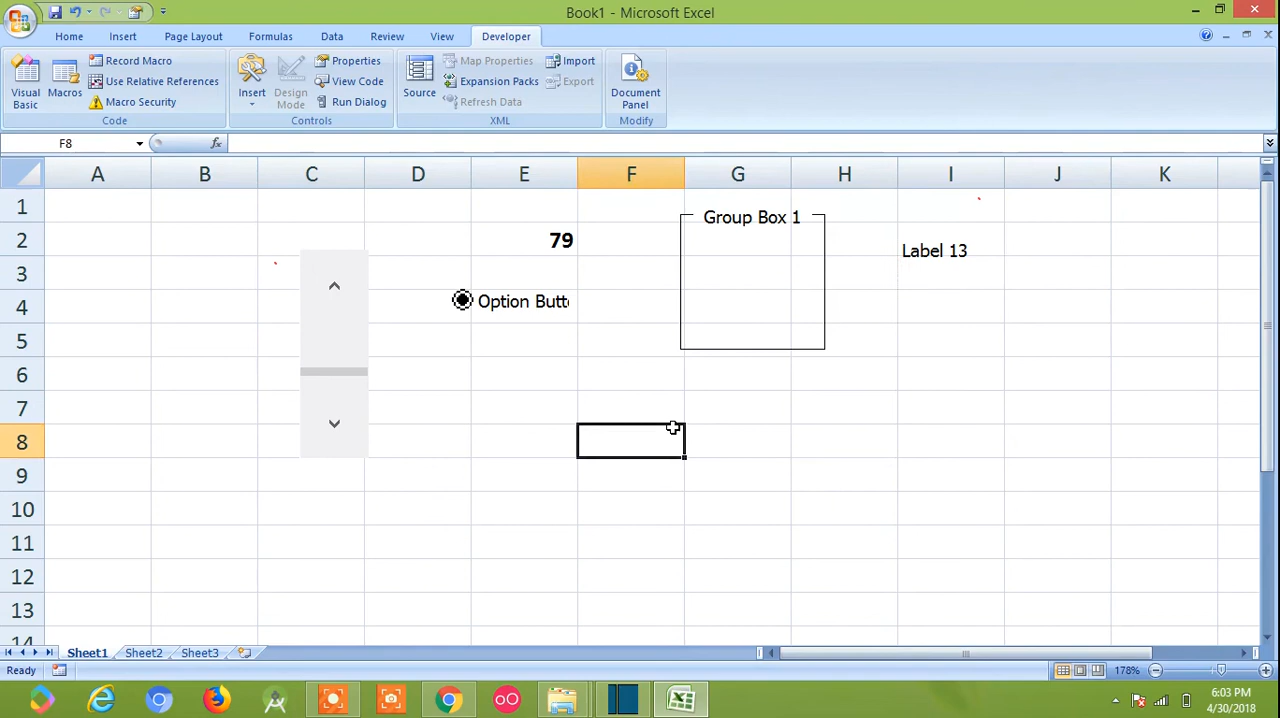 Book1 - Microsoft Excel
Home Insert Page Layout Formulas Data Review View Developer
Visual Basic
Macros
Record Macro
Use Relative References
Macro Security
Code
Insert
Design Mode
Properties
View Code
Run Dialog
Controls
Source
Map Properties
Expansion Packs
Refresh Data
Import
Export
XML
Document Panel
Modify
F8 fx
A B C D E F G H I J K
1 Group Box 1
2 79 Label 13
3
4 Option Butt
5
6
7
8
9
10
11
12
13
14
Sheet1 Sheet2 Sheet3
Ready 178%
6:03 PM
4/30/2018